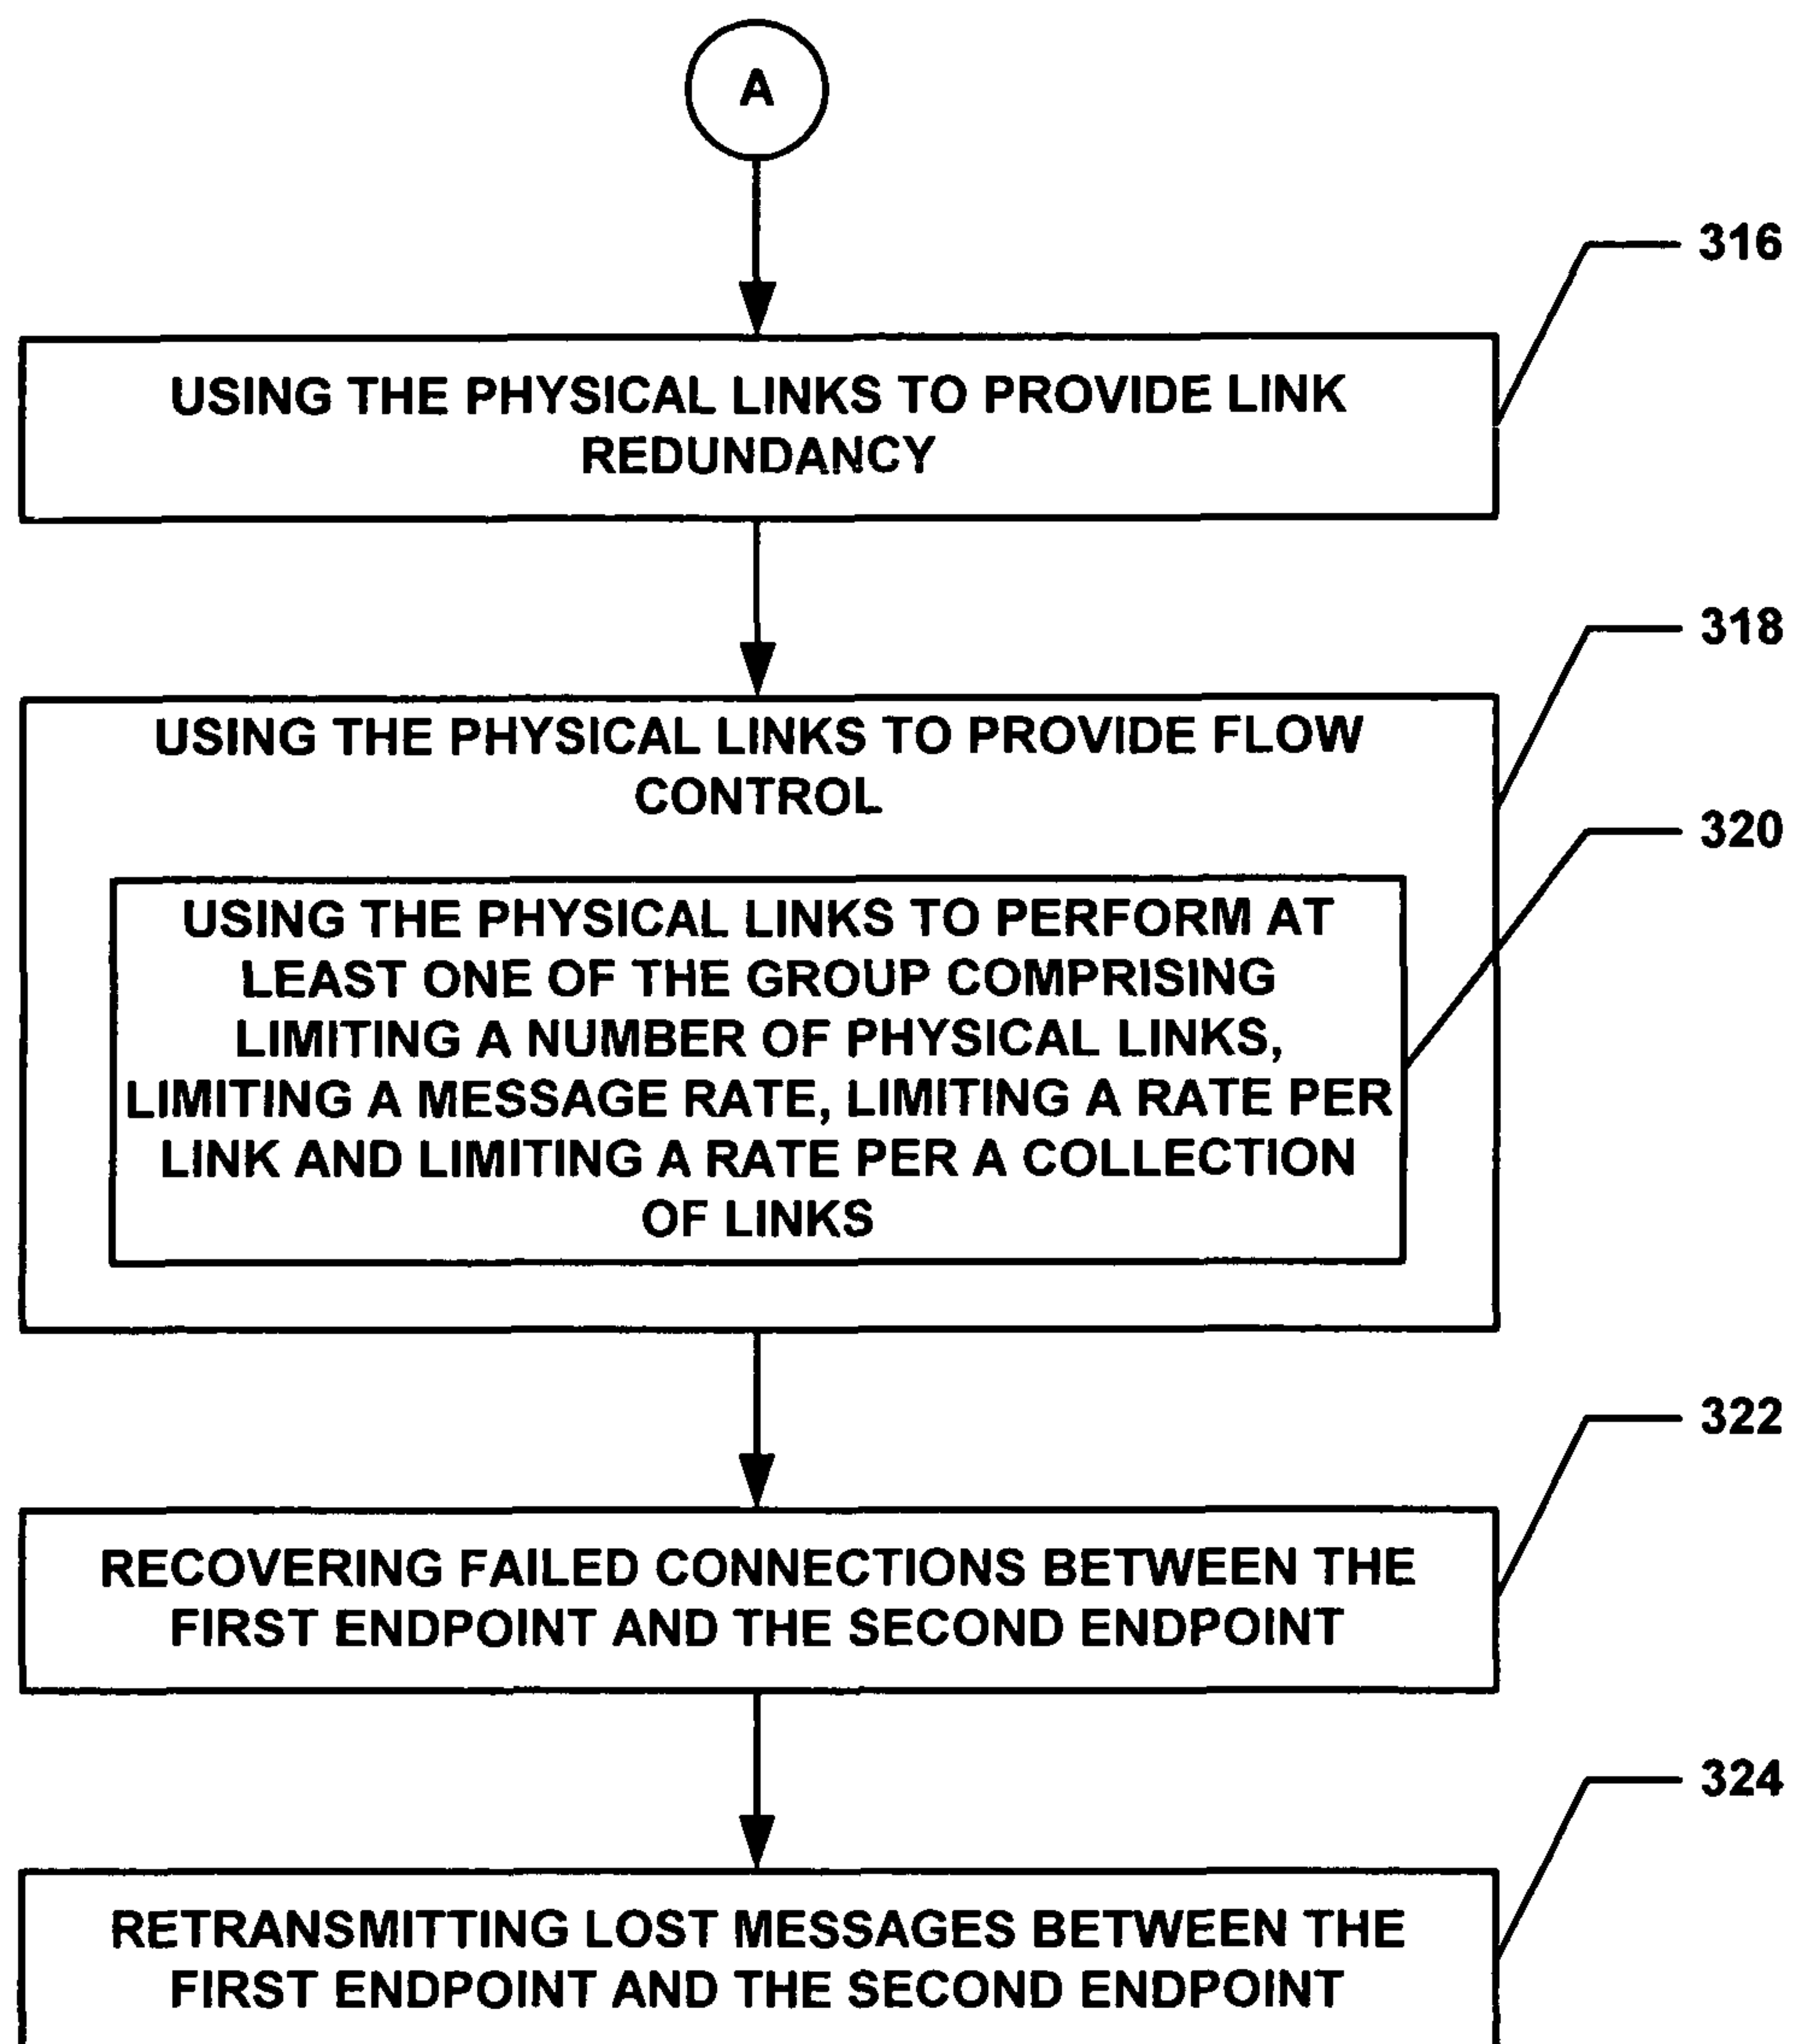 A
316
USING THE PHYSICAL LINKS TO PROVIDE LINK
REDUNDANCY
318
USING THE PHYSICAL LINKS TO PROVIDE FLOW
CONTROL
320
USING THE PHYSICAL LINKS TO PERFORM AT
LEAST ONE OF THE GROUP COMPRISING
LIMITING A NUMBER OF PHYSICAL LINKS,
LIMITING A MESSAGE RATE, LIMITING A RATE PER
LINK AND LIMITING A RATE PER A COLLECTION
OF LINKS
322
RECOVERING FAILED CONNECTIONS BETWEEN THE
FIRST ENDPOINT AND THE SECOND ENDPOINT
324
RETRANSMITTING LOST MESSAGES BETWEEN THE
FIRST ENDPOINT AND THE SECOND ENDPOINT